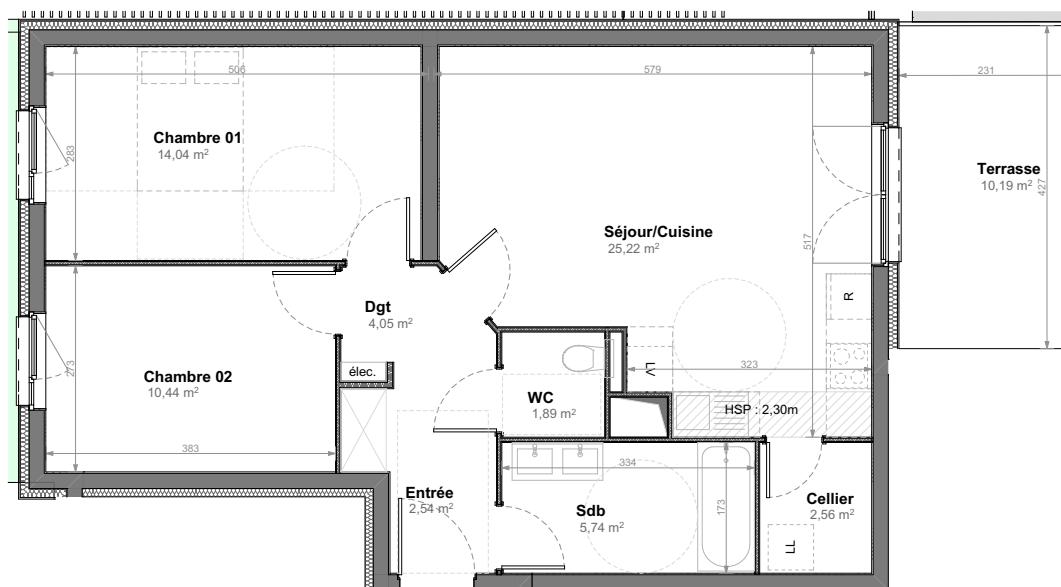 506
579
231
Chambre 01
14,04 m²
283
Séjour/Cuisine
25,22 m²
517
Terrasse
10,19 m²
427
R
Dgt
4,05 m²
273
Chambre 02
10,44 m²
383
élec.
WC
1,89 m²
LV
323
HSP : 2,30m
334
Entrée
2,54 m²
Sdb
5,74 m²
173
Cellier
2,56 m²
LL